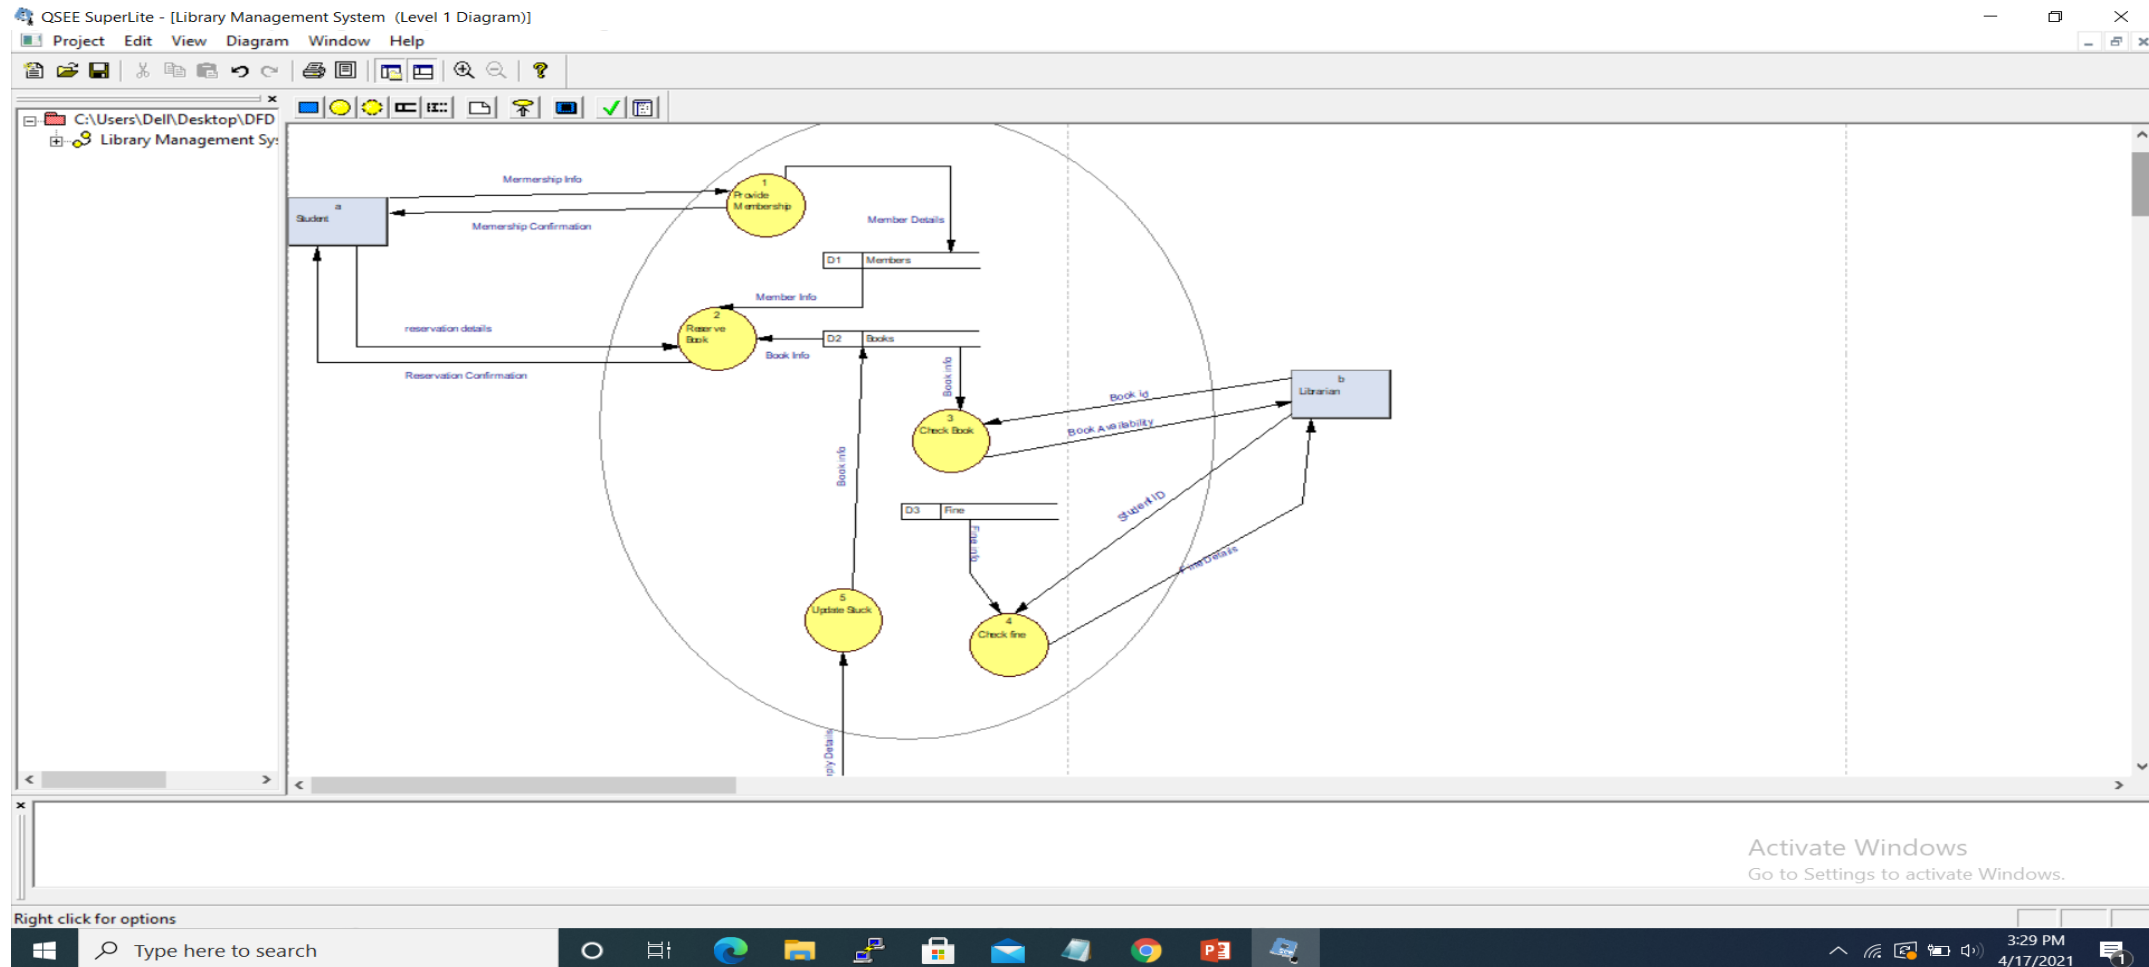 QSEE SuperLite - [Library Management System  (Level 1 Diagram)]
Project Edit View Diagram Window Help
C:\Users\Dell\Desktop\DFD
Library Management Sys
Mermership Info
1
Provide
Membership
a
Student
Memership Confirmation
Member Details
D1 Members
Member Info
2
Reserve
Book
reservation details
D2 Books
Book Info
Reservation Confirmation
Book info
b
Librarian
Book Id
3
Check Book
Book Availability
Book info
Student ID
D3 Fine
Fine info
Fine Details
5
Update Stuck
4
Check fine
ply Details
Activate Windows
Go to Settings to activate Windows.
Right click for options
Type here to search
3:29 PM
4/17/2021
1